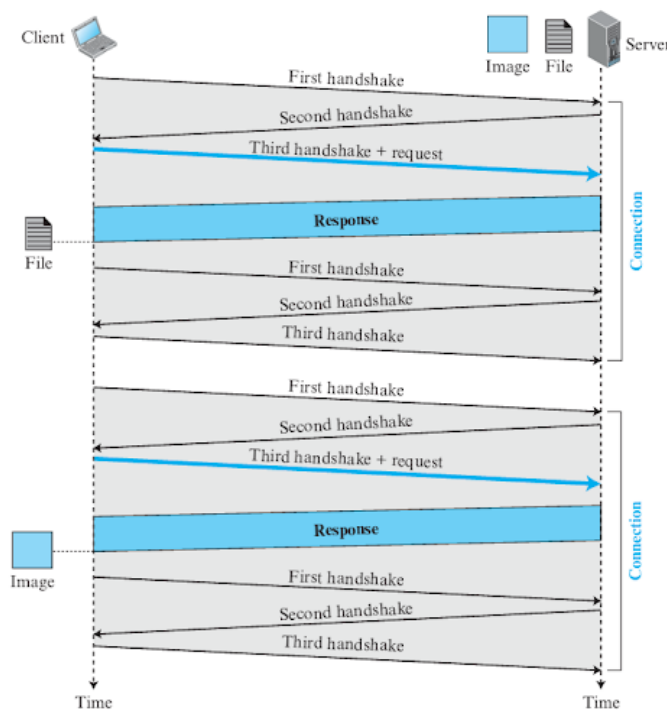 Client
Server
Image
File
First handshake
Second handshake
Third handshake + request
Response
File
First handshake
Second handshake
Third handshake
Connection
First handshake
Second handshake
Third handshake + request
Response
Image
First handshake
Second handshake
Third handshake
Connection
Time
Time